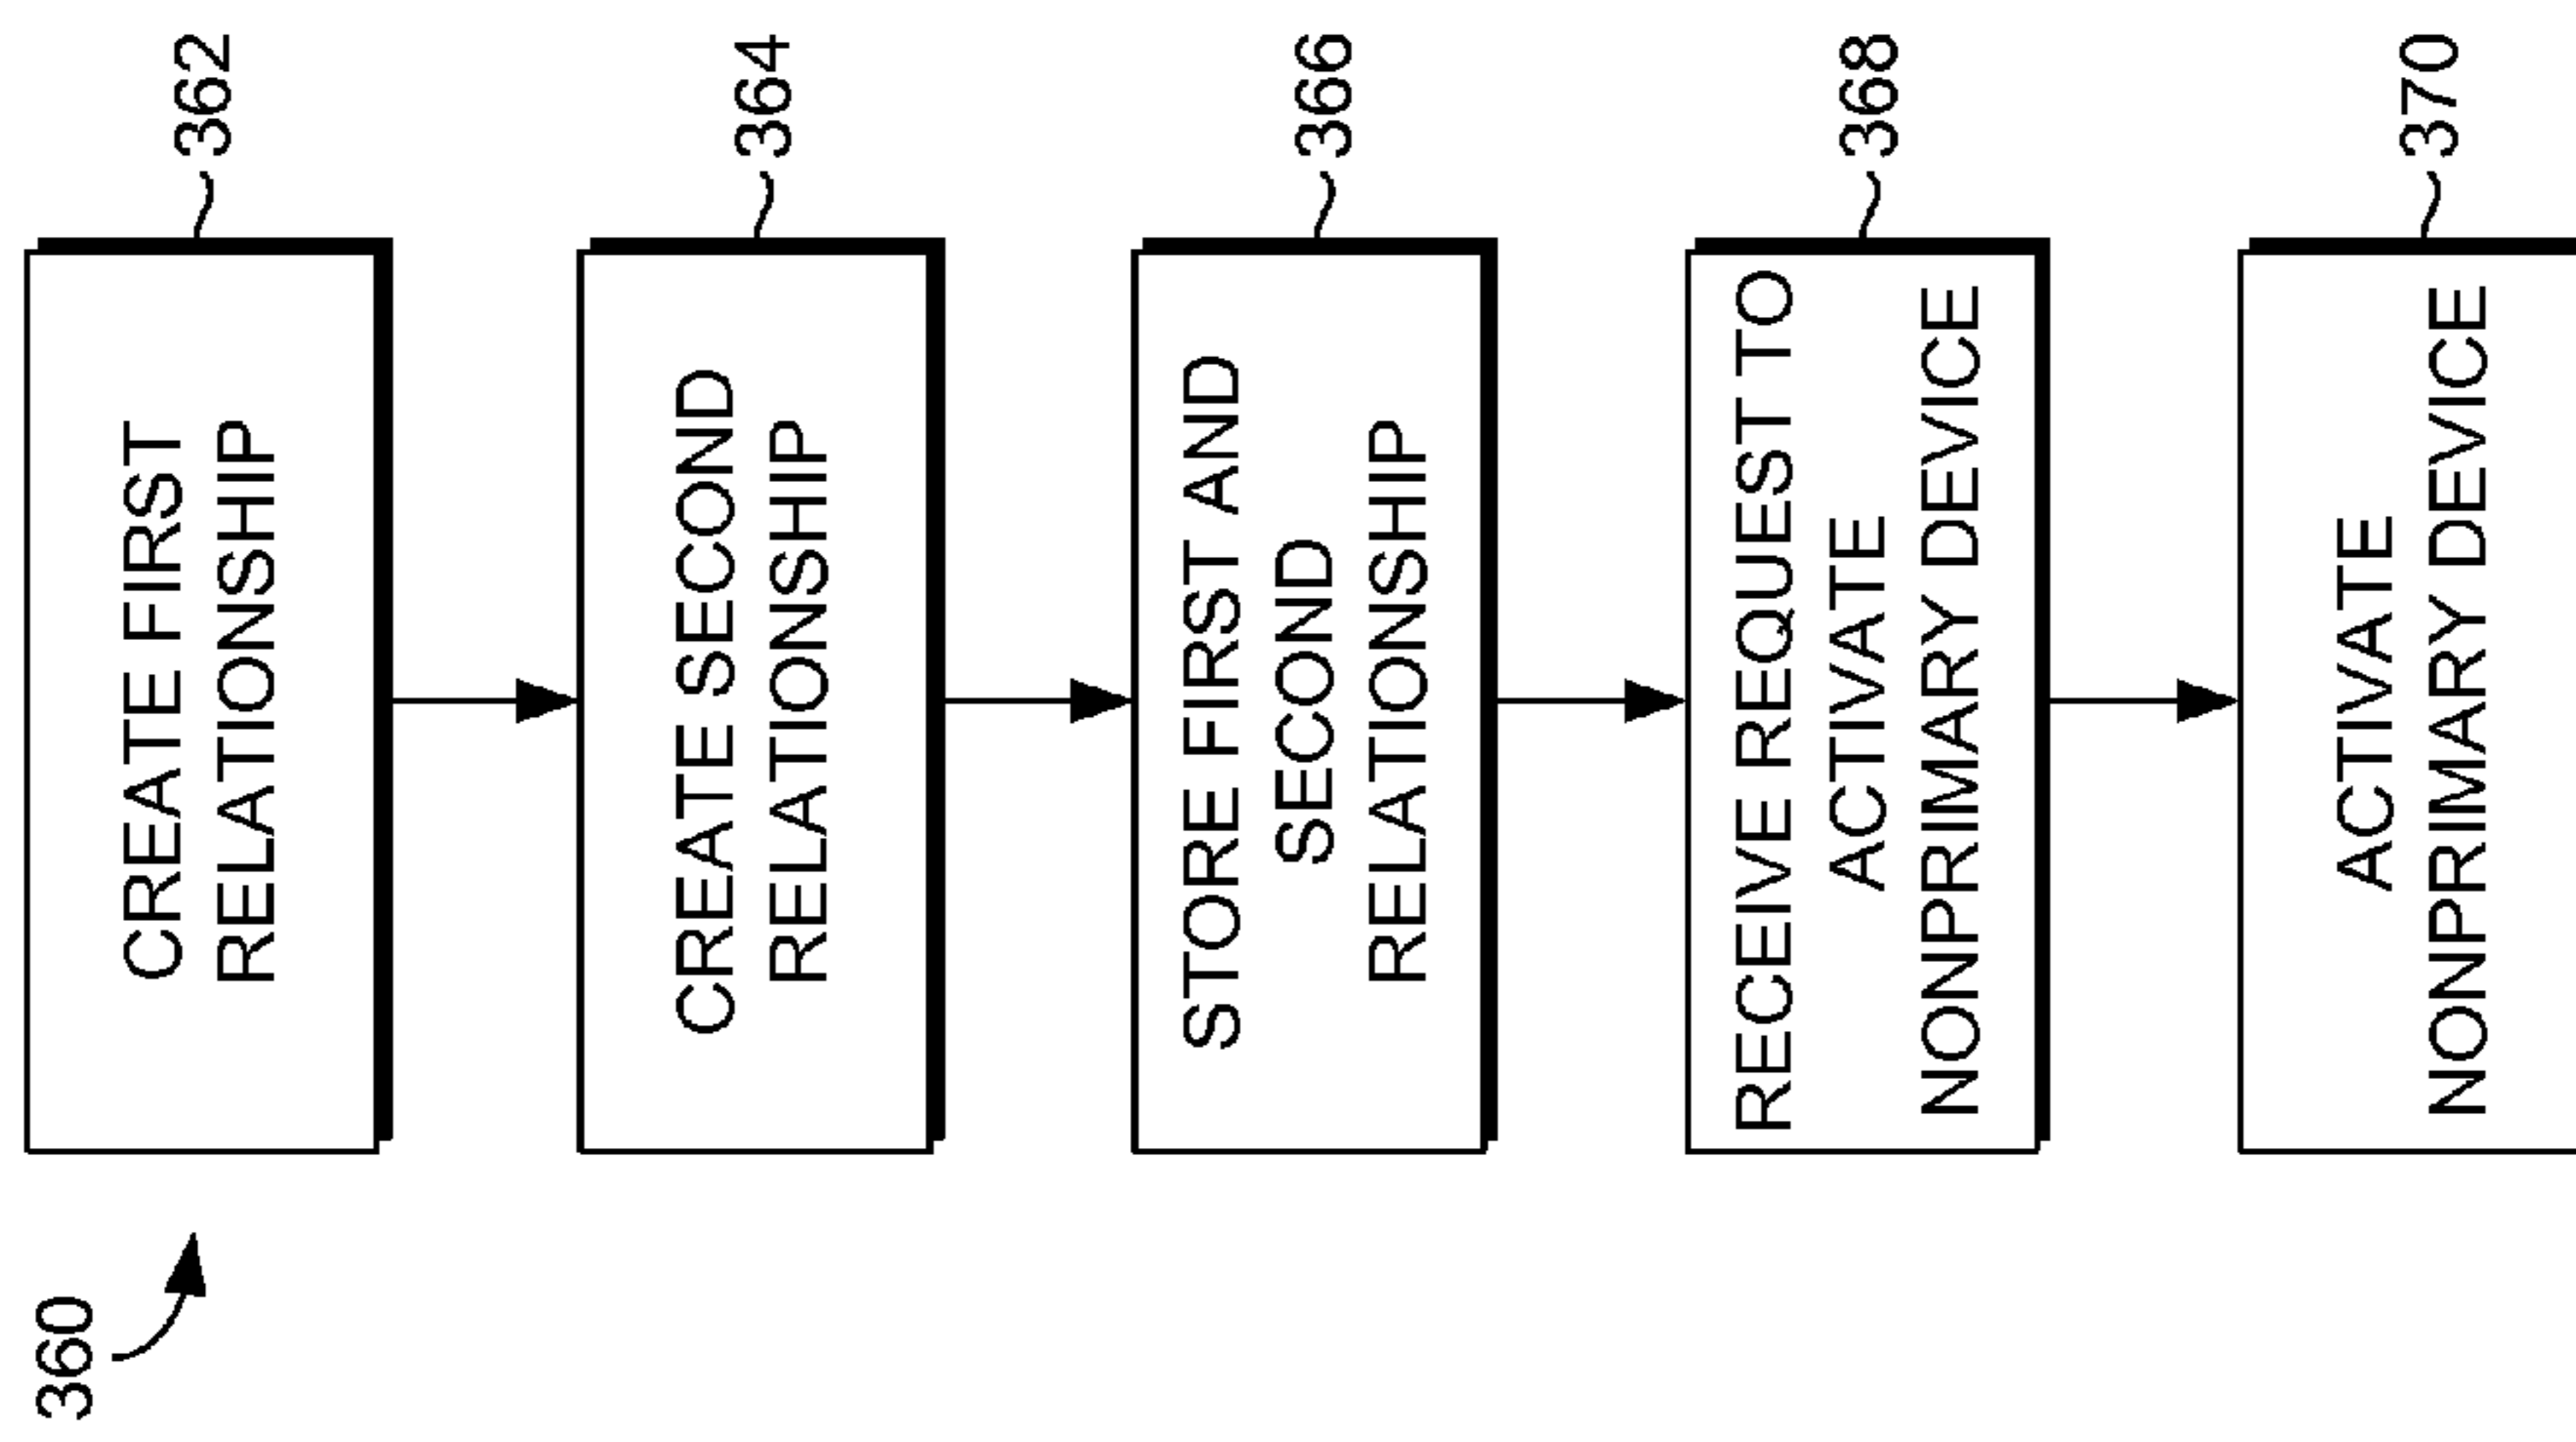 360
CREATE FIRST
RELATIONSHIP
362
CREATE SECOND
RELATIONSHIP
364
STORE FIRST AND
SECOND
RELATIONSHIP
366
RECEIVE REQUEST TO
ACTIVATE
NONPRIMARY DEVICE
368
ACTIVATE
NONPRIMARY DEVICE
370